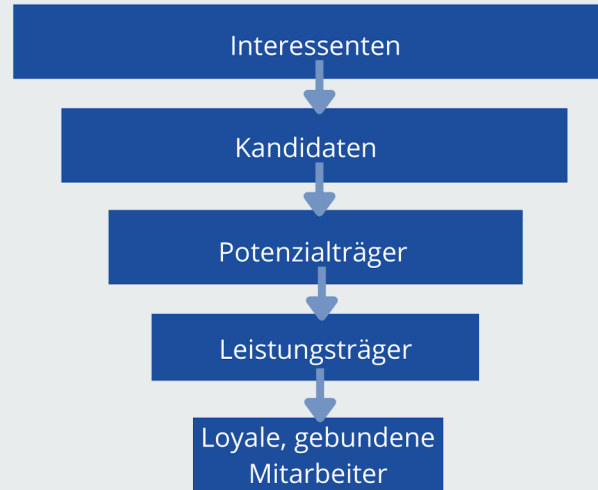 Interessenten
Kandidaten
Potenzialträger
Leistungsträger
Loyale, gebundene
Mitarbeiter